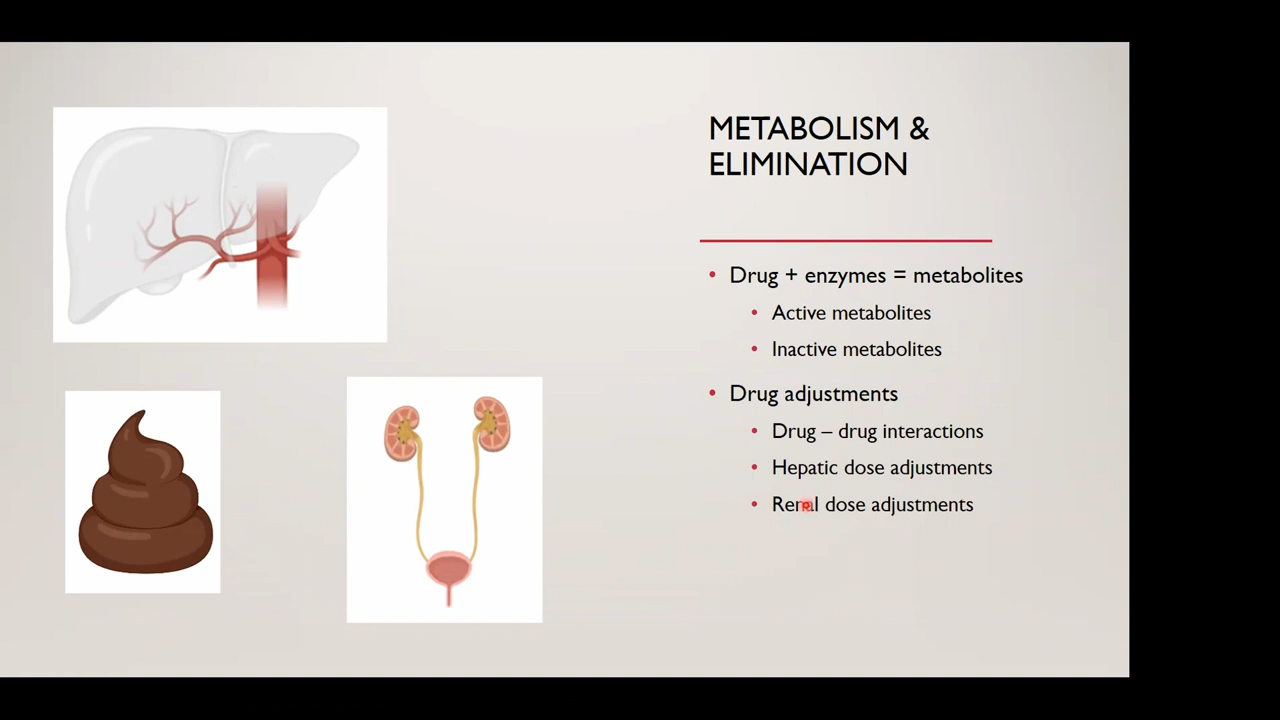 METABOLISM &
ELIMINATION
• Drug + enzymes = metabolites
• Active metabolites
• Inactive metabolites
• Drug adjustments
• Drug – drug interactions
• Hepatic dose adjustments
• Renal dose adjustments